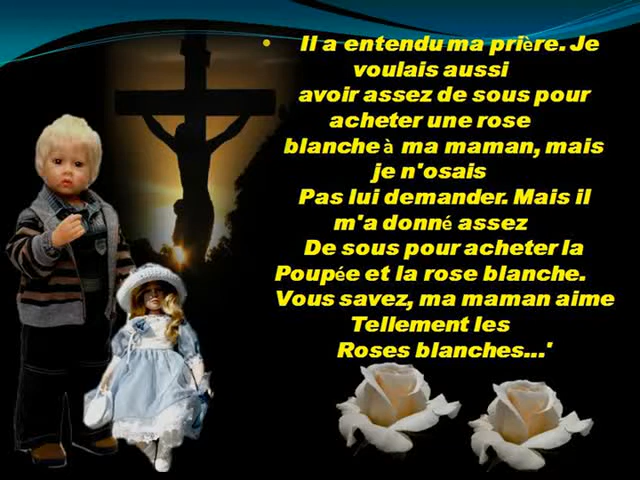 • Il a entendu ma prière. Je
voulais aussi
avoir assez de sous pour
acheter une rose
blanche à ma maman, mais
je n'osais
Pas lui demander. Mais il
m'a donné assez
De sous pour acheter la
Poupée et la rose blanche.
Vous savez, ma maman aime
Tellement les
Roses blanches...'